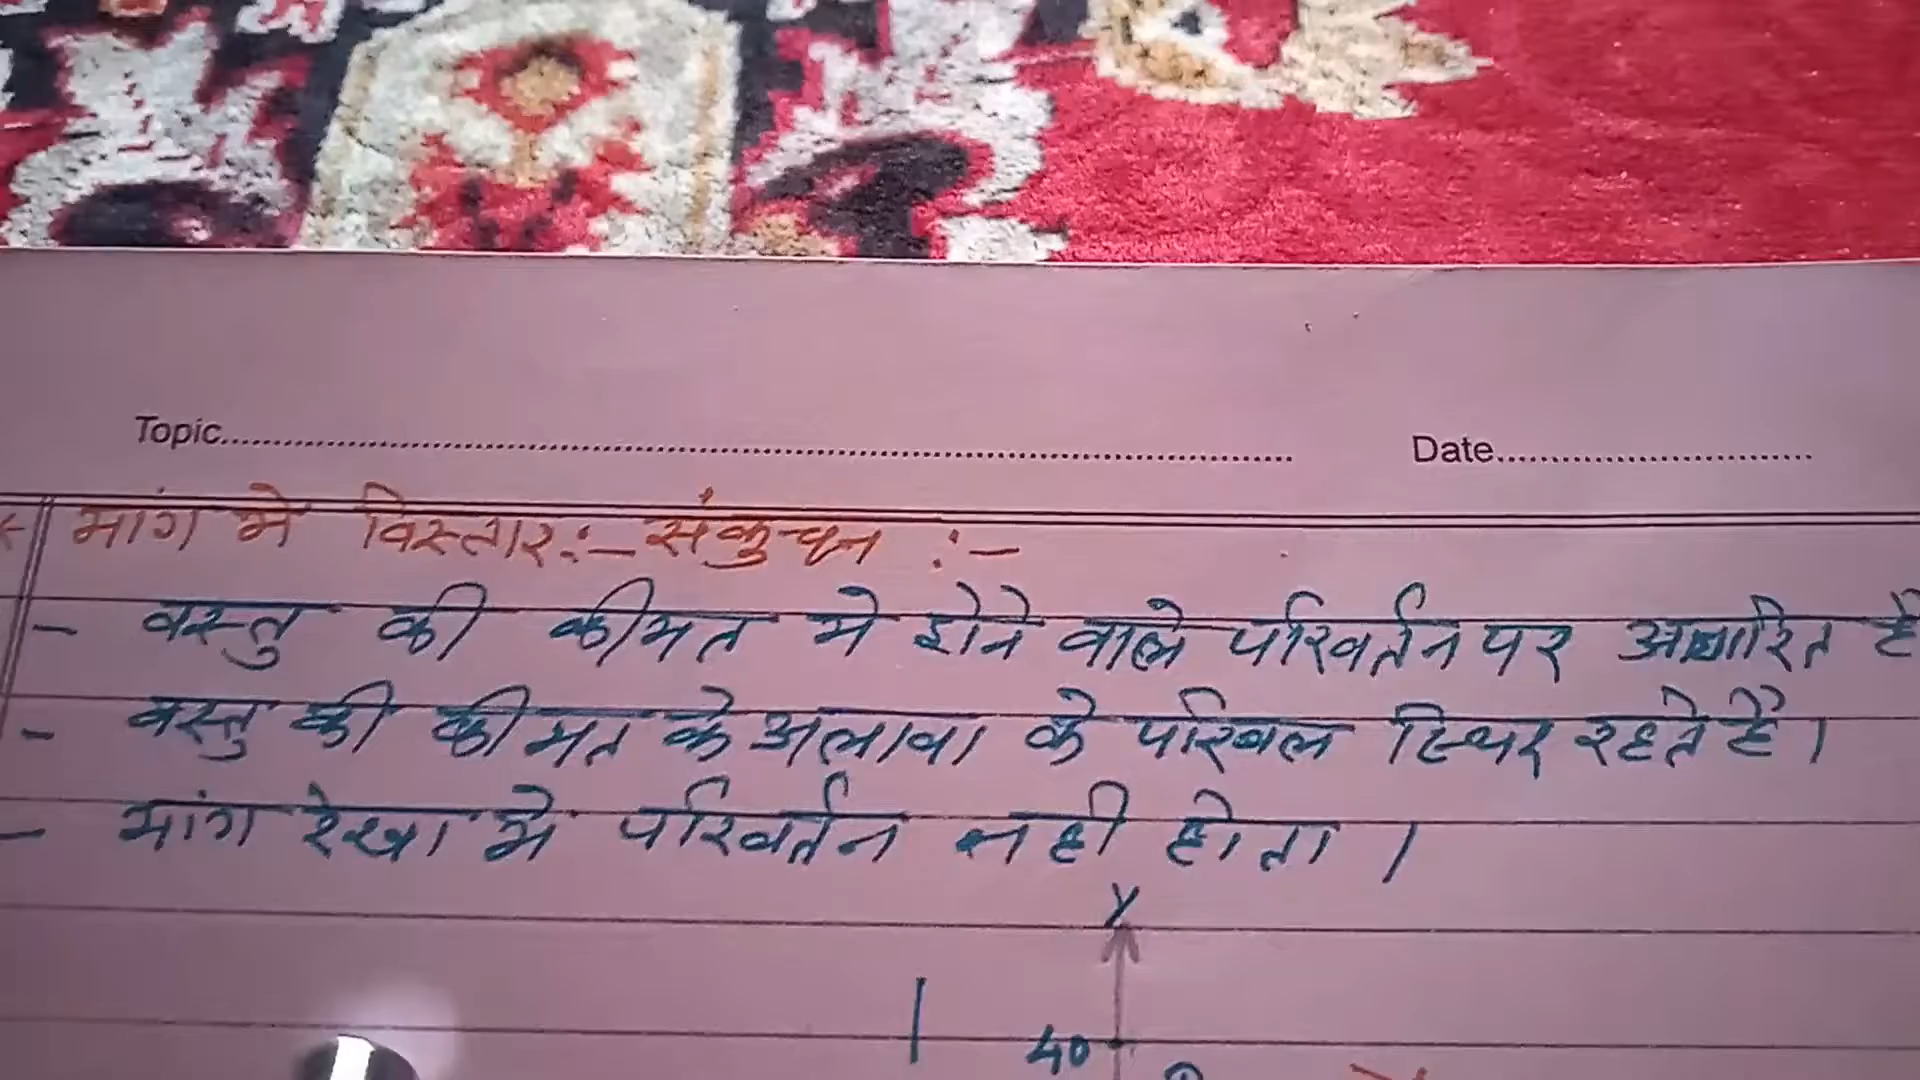 Topic.......... Date..........
मांग में विस्तार :- संकुचन :-
- वस्तु की कीमत मे होने वाले परिवर्तन पर आधारित है
- वस्तु की कीमत के अलावा के परिबल स्थिर रहते है।
- मांग रेखा मे परिवर्तन नही होता।
Y
40